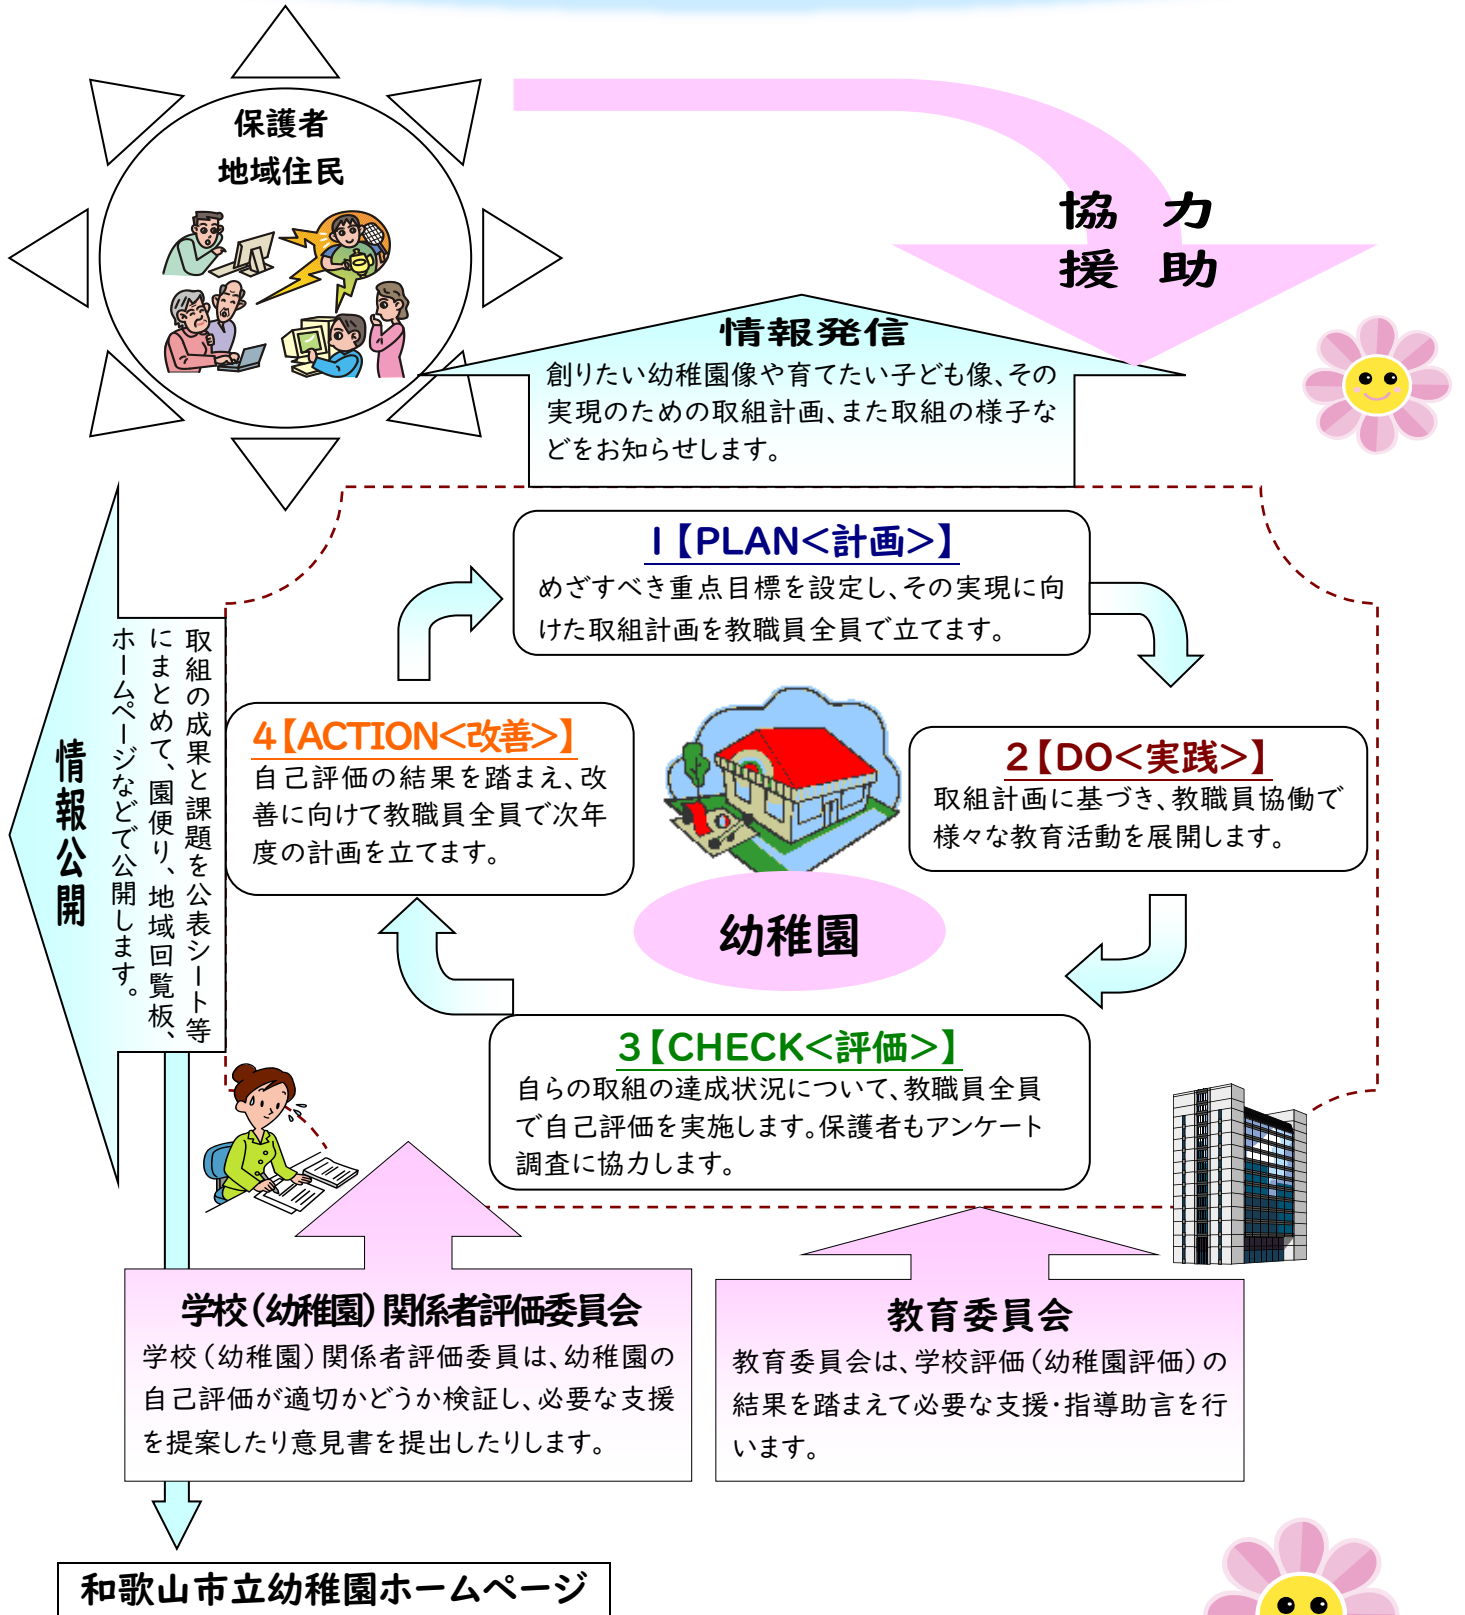 保護者
地域住民
協 力
援 助
情報発信
創りたい幼稚園像や育てたい子ども像、その
実現のための取組計画、また取組の様子な
どをお知らせします。
1【PLAN<計画>】
めざすべき重点目標を設定し、その実現に向
けた取組計画を教職員全員で立てます。
2【DO<実践>】
取組計画に基づき、教職員協働で
様々な教育活動を展開します。
幼稚園
3【CHECK<評価>】
自らの取組の達成状況について、教職員全員
で自己評価を実施します。保護者もアンケート
調査に協力します。
4【ACTION<改善>】
自己評価の結果を踏まえ、改
善に向けて教職員全員で次年
度の計画を立てます。
取組の成果と課題を公表シート等
にまとめて、園便り、地域回覧板、
ホームページなどで公開します。
情報公開
学校(幼稚園)関係者評価委員会
学校(幼稚園)関係者評価委員は、幼稚園の
自己評価が適切かどうか検証し、必要な支援
を提案したり意見書を提出したりします。
教育委員会
教育委員会は、学校評価(幼稚園評価)の
結果を踏まえて必要な支援・指導助言を行
います。
和歌山市立幼稚園ホームページ